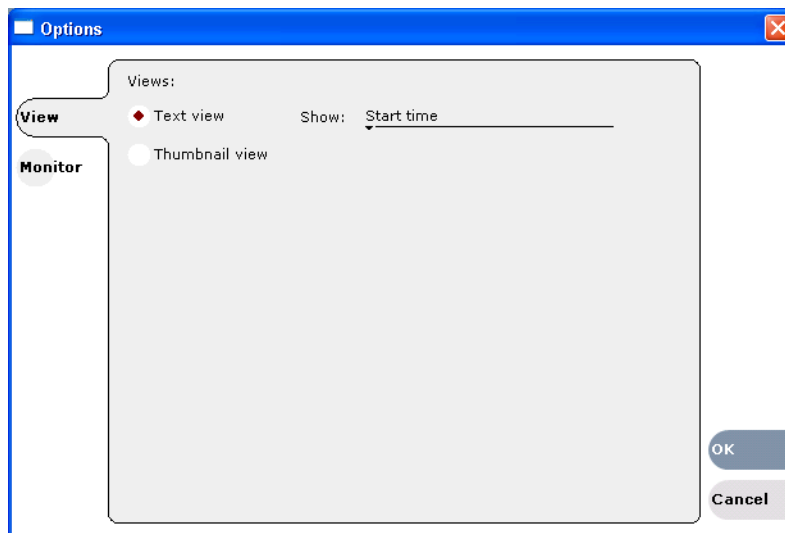 Options
Views:
View
Text view
Show:
Start time
Thumbnail view
Monitor
OK
Cancel